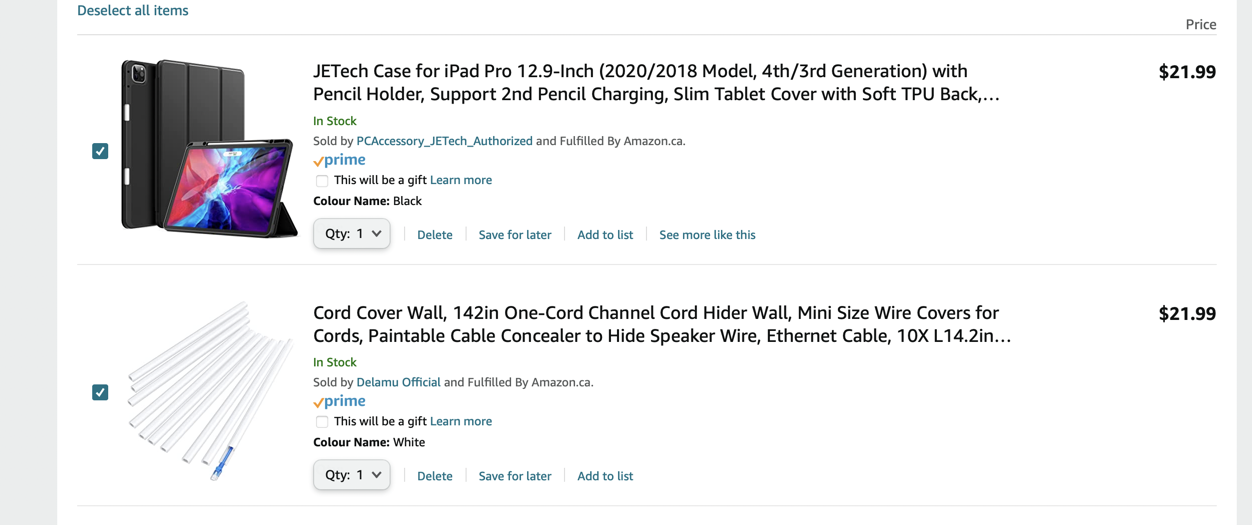 Deselect all items
Price
JETech Case for iPad Pro 12.9-Inch (2020/2018 Model, 4th/3rd Generation) with $21.99
Pencil Holder, Support 2nd Pencil Charging, Slim Tablet Cover with Soft TPU Back,…
In Stock
Sold by PCAccessory_JETech_Authorized and Fulfilled By Amazon.ca.
prime
This will be a gift Learn more
Colour Name: Black
Qty: 1 Delete Save for later Add to list See more like this
Cord Cover Wall, 142in One-Cord Channel Cord Hider Wall, Mini Size Wire Covers for $21.99
Cords, Paintable Cable Concealer to Hide Speaker Wire, Ethernet Cable, 10X L14.2in…
In Stock
Sold by Delamu Official and Fulfilled By Amazon.ca.
prime
This will be a gift Learn more
Colour Name: White
Qty: 1 Delete Save for later Add to list